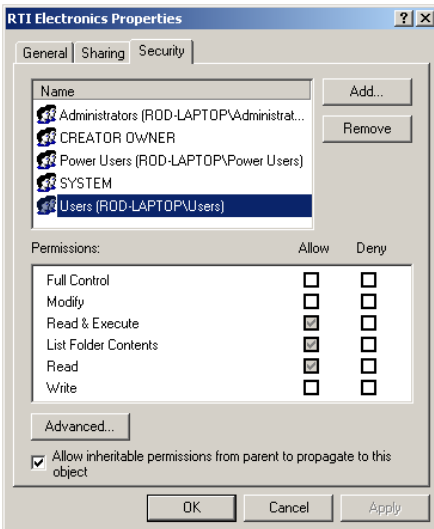 RTI Electronics Properties
General Sharing Security
Name
Add...
Administrators (ROD-LAPTOP\Administrat...
Remove
CREATOR OWNER
Power Users (ROD-LAPTOP\Power Users)
SYSTEM
Users (ROD-LAPTOP\Users)
Permissions: Allow Deny
Full Control
Modify
Read & Execute
List Folder Contents
Read
Write
Advanced...
Allow inheritable permissions from parent to propagate to this
object
OK Cancel Apply